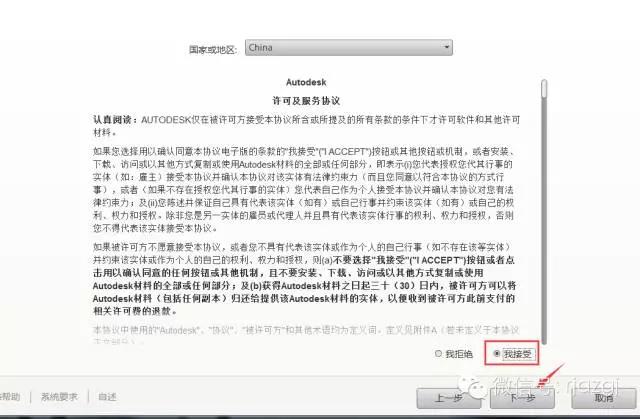 国家或地区: China
Autodesk
许可及服务协议
认真阅读：AUTODESK仅在被许可方接受本协议所含或所提及的所有条款的条件下才许可软件和其他许可
材料。
如果您选择用以确认同意本协议电子版的条款的"我接受"("I ACCEPT")按钮或其他按钮或机制，或者安装、
下载、访问或以其他方式复制或使用Autodesk材料的全部或任何部分，即表示(i)您代表授权您代其行事的
实体（如：雇主）接受本协议并确认本协议对该实体有法律约束力（而且您同意以符合本协议的方式行
事），或者（如果不存在授权您代其行事的实体）您代表自己作为个人接受本协议并确认本协议对您有法
律约束力；及(ii)您陈述并保证自己具有代表该实体（如有）或自己行事并约束该实体（如有）或自己的权
利、权力和授权。除非您是另一实体的雇员或代理人并且具有代表该实体行事的权利、权力和授权，否则
您不得代表该实体接受本协议。
如果被许可方不愿意接受本协议，或者您不具有代表该实体或作为个人的自己行事（如不存在该等实体）
并约束该实体或作为个人的自己的权利、权力和授权，则(a)不要选择"我接受"("I ACCEPT")按钮或者点
击用以确认同意的任何按钮或其他机制，且不要安装、下载、访问或以其他方式复制或使用
Autodesk材料的全部或任何部分；及(b)获得Autodesk材料之日起三十（30）日内，被许可方可以将
Autodesk材料（包括任何副本）归还给提供该Autodesk材料的实体，以便收到被许可方此前支付的
相关许可费的退款。
本协议中使用的"Autodesk"、"协议"、"被许可方"和其他术语均为定义词。定义见附件A（若未定义于本协议
正文部分）。
我拒绝 我接受
帮助 系统要求 自述 上一步 下一步 取消
微信号: rjqzgj